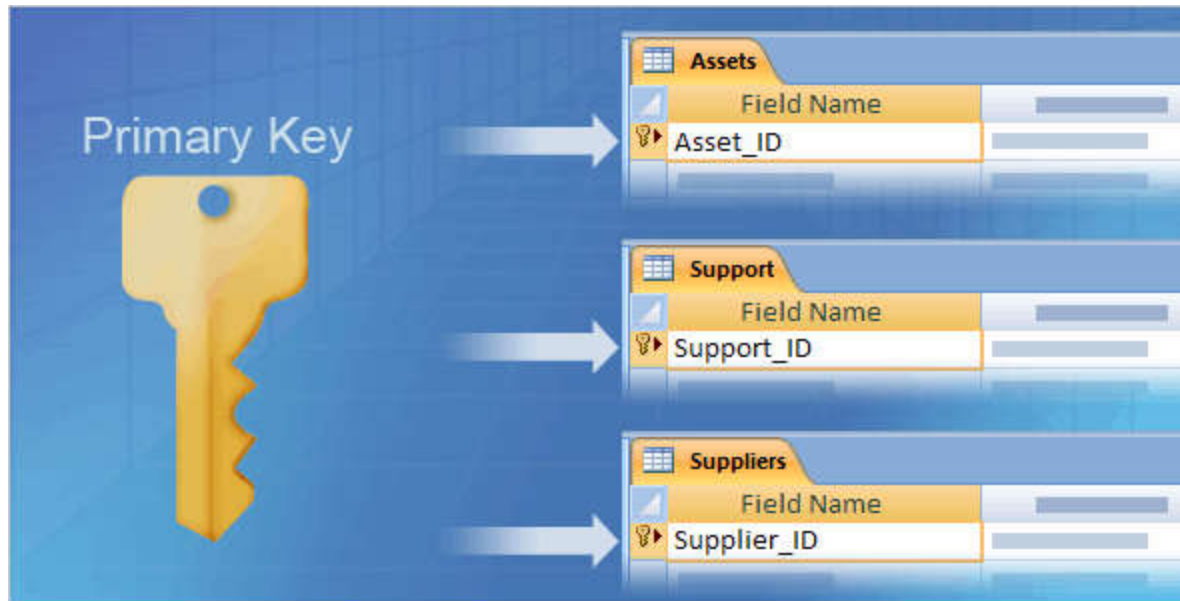 Primary Key
Assets
Field Name
Asset_ID
Support
Field Name
Support_ID
Suppliers
Field Name
Supplier_ID